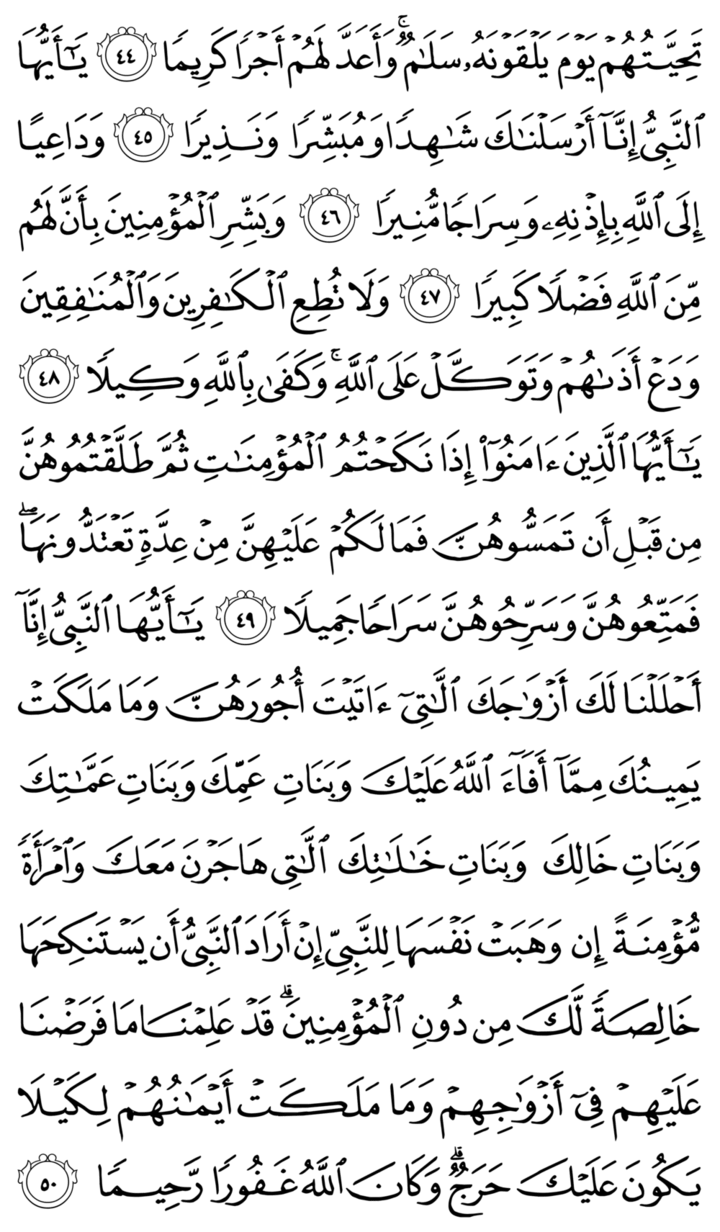 تَحِيَّتُهُمْ يَوْمَ يَلْقَوْنَهُۥ سَلَٰمٌۚ وَأَعَدَّ لَهُمْ أَجْرًا كَرِيمًا ٤٤ يَٰٓأَيُّهَا
ٱلنَّبِيُّ إِنَّآ أَرْسَلْنَٰكَ شَٰهِدًا وَمُبَشِّرًا وَنَذِيرًا ٤٥ وَدَاعِيًا
إِلَى ٱللَّهِ بِإِذْنِهِۦ وَسِرَاجًا مُّنِيرًا ٤٦ وَبَشِّرِ ٱلْمُؤْمِنِينَ بِأَنَّ لَهُم
مِّنَ ٱللَّهِ فَضْلًا كَبِيرًا ٤٧ وَلَا تُطِعِ ٱلْكَٰفِرِينَ وَٱلْمُنَٰفِقِينَ
وَدَعْ أَذَىٰهُمْ وَتَوَكَّلْ عَلَى ٱللَّهِۚ وَكَفَىٰ بِٱللَّهِ وَكِيلًا ٤٨
يَٰٓأَيُّهَا ٱلَّذِينَ ءَامَنُوٓا۟ إِذَا نَكَحْتُمُ ٱلْمُؤْمِنَٰتِ ثُمَّ طَلَّقْتُمُوهُنَّ
مِن قَبْلِ أَن تَمَسُّوهُنَّ فَمَا لَكُمْ عَلَيْهِنَّ مِنْ عِدَّةٍ تَعْتَدُّونَهَاۖ
فَمَتِّعُوهُنَّ وَسَرِّحُوهُنَّ سَرَاحًا جَمِيلًا ٤٩ يَٰٓأَيُّهَا ٱلنَّبِيُّ إِنَّآ
أَحْلَلْنَا لَكَ أَزْوَٰجَكَ ٱلَّٰتِىٓ ءَاتَيْتَ أُجُورَهُنَّ وَمَا مَلَكَتْ
يَمِينُكَ مِمَّآ أَفَآءَ ٱللَّهُ عَلَيْكَ وَبَنَاتِ عَمِّكَ وَبَنَاتِ عَمَّٰتِكَ
وَبَنَاتِ خَالِكَ وَبَنَاتِ خَٰلَٰتِكَ ٱلَّٰتِى هَاجَرْنَ مَعَكَ وَٱمْرَأَةً
مُّؤْمِنَةً إِن وَهَبَتْ نَفْسَهَا لِلنَّبِيِّ إِنْ أَرَادَ ٱلنَّبِيُّ أَن يَسْتَنكِحَهَا
خَالِصَةً لَّكَ مِن دُونِ ٱلْمُؤْمِنِينَۗ قَدْ عَلِمْنَا مَا فَرَضْنَا
عَلَيْهِمْ فِىٓ أَزْوَٰجِهِمْ وَمَا مَلَكَتْ أَيْمَٰنُهُمْ لِكَيْلَا
يَكُونَ عَلَيْكَ حَرَجٌۗ وَكَانَ ٱللَّهُ غَفُورًا رَّحِيمًا ٥٠